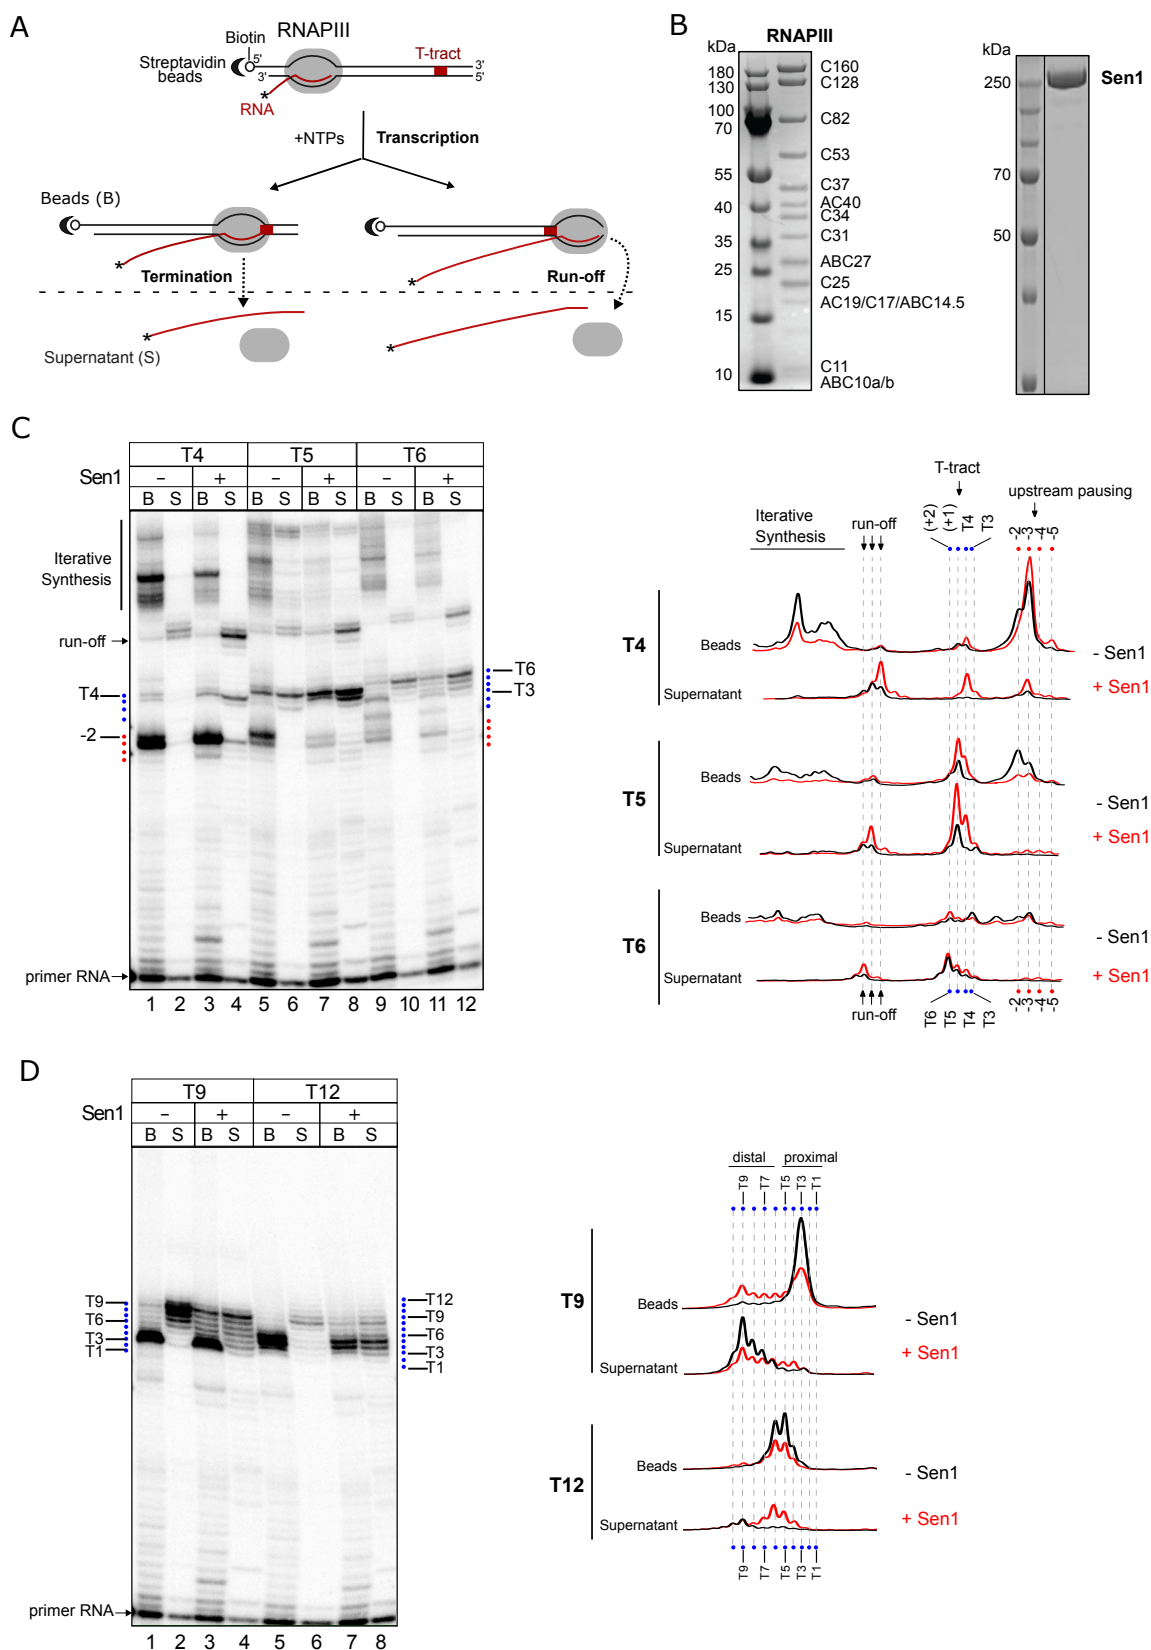 A
RNAPIII
Biotin
5'
Streptavidin
beads
3'
T-tract
3'
5'
RNA
*
+NTPs
Transcription
Beads (B)
*
Termination
*
Run-off
*
*
Supernatant (S)
B
kDa
RNAPIII
180
130
100
70
55
40
35
25
15
10
C160
C128
C82
C53
C37
AC40
C34
C31
ABC27
C25
AC19/C17/ABC14.5
C11
ABC10a/b
kDa
250
70
50
Sen1
C
T4 T5 T6
Sen1 – + – + – +
B S B S B S B S B S B S
Iterative
Synthesis
run-off
T4
-2
primer RNA
T6
T3
1 2 3 4 5 6 7 8 9 10 11 12
T-tract
upstream pausing
Iterative
Synthesis
run-off
(+2)
(+1)
T4
T3
-2
-3
-4
-5
T4
Beads
Supernatant
- Sen1
+ Sen1
T5
Beads
Supernatant
- Sen1
+ Sen1
T6
Beads
Supernatant
- Sen1
+ Sen1
run-off
T6
T5
T4
T3
-2
-3
-4
-5
D
T9 T12
Sen1 – + – +
B S B S B S B S
T9
T6
T3
T1
T12
T9
T6
T3
T1
primer RNA
1 2 3 4 5 6 7 8
distal proximal
T9 T7 T5 T3 T1
T9
Beads
Supernatant
- Sen1
+ Sen1
T12
Beads
Supernatant
- Sen1
+ Sen1
T9 T7 T5 T3 T1